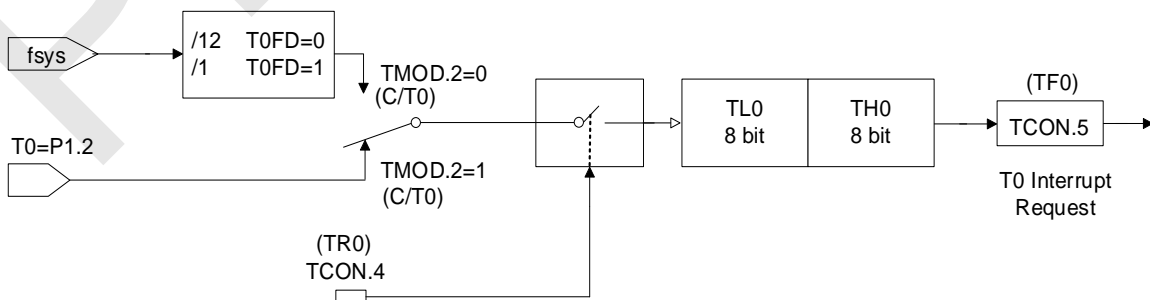 fsys
/12 T0FD=0
/1 T0FD=1
TMOD.2=0
(C/T0)
T0=P1.2
TMOD.2=1
(C/T0)
(TR0)
TCON.4
TL0
8 bit
TH0
8 bit
(TF0)
TCON.5
T0 Interrupt
Request